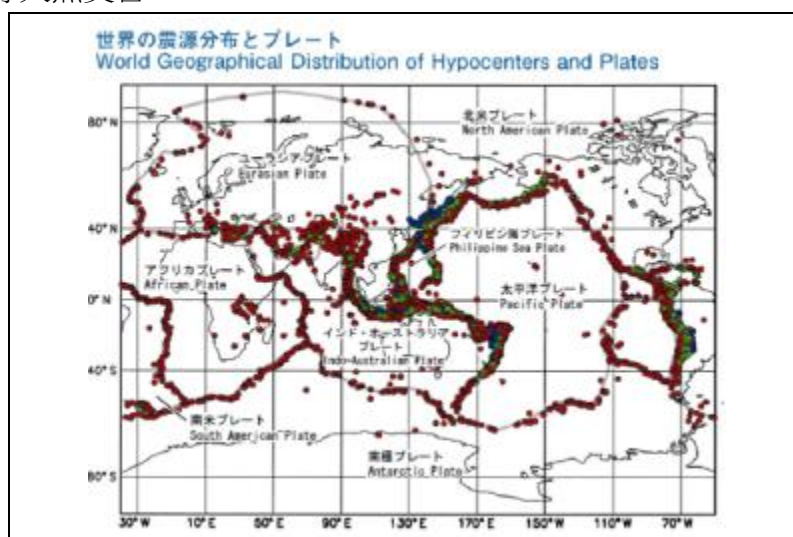 世界の震源分布とプレート
World Geographical Distribution of Hypocenters and Plates
80°N
北米プレート
North American Plate
ユーラシアプレート
Eurasian Plate
40°N
フィリピン海プレート
Philippine Sea Plate
アフリカプレート
African Plate
太平洋プレート
Pacific Plate
0°N
インド・オーストラリア
プレート
Indo-Australian Plate
40°S
南米プレート
South American Plate
南極プレート
Antarctic Plate
80°S
30°W 10°E 50°E 90°E 130°E 170°E 150°W 110°W 70°W